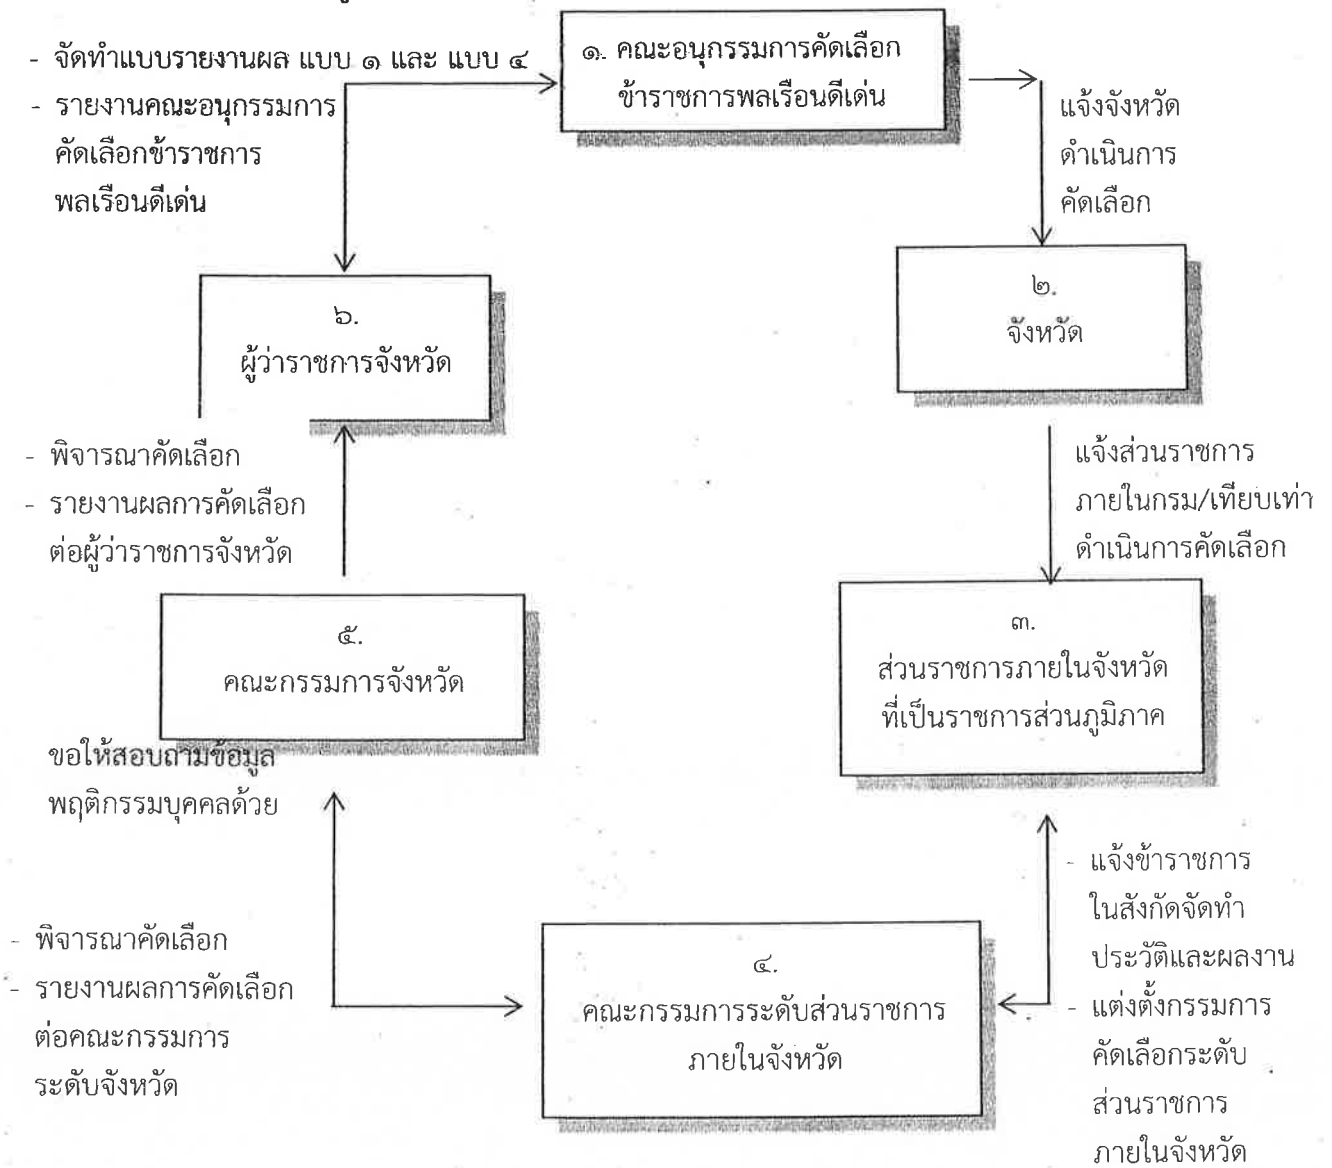 ๑. คณะอนุกรรมการคัดเลือก
ข้าราชการพลเรือนดีเด่น
- จัดทำแบบรายงานผล แบบ ๑ และ แบบ ๔
- รายงานคณะอนุกรรมการ
คัดเลือกข้าราชการ
พลเรือนดีเด่น
แจ้งจังหวัด
ดำเนินการ
คัดเลือก
๒.
จังหวัด
แจ้งส่วนราชการ
ภายในกรม/เทียบเท่า
ดำเนินการคัดเลือก
๓.
ส่วนราชการภายในจังหวัด
ที่เป็นราชการส่วนภูมิภาค
- แจ้งข้าราชการ
ในสังกัดจัดทำ
ประวัติและผลงาน
- แต่งตั้งกรรมการ
คัดเลือกระดับ
ส่วนราชการ
ภายในจังหวัด
๔.
คณะกรรมการระดับส่วนราชการ
ภายในจังหวัด
- พิจารณาคัดเลือก
- รายงานผลการคัดเลือก
ต่อคณะกรรมการ
ระดับจังหวัด
๕.
คณะกรรมการจังหวัด
ขอให้สอบถามข้อมูล
พฤติกรรมบุคคลด้วย
- พิจารณาคัดเลือก
- รายงานผลการคัดเลือก
ต่อผู้ว่าราชการจังหวัด
๖.
ผู้ว่าราชการจังหวัด